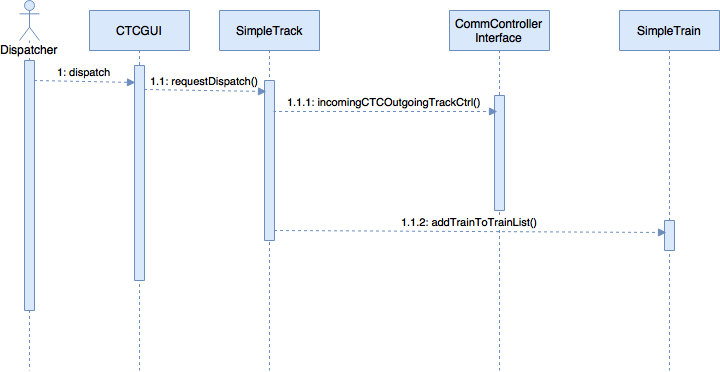 Dispatcher
CTCGUI
SimpleTrack
CommController
Interface
SimpleTrain
1: dispatch
1.1: requestDispatch()
1.1.1: incomingCTCOutgoingTrackCtrl()
1.1.2: addTrainToTrainList()